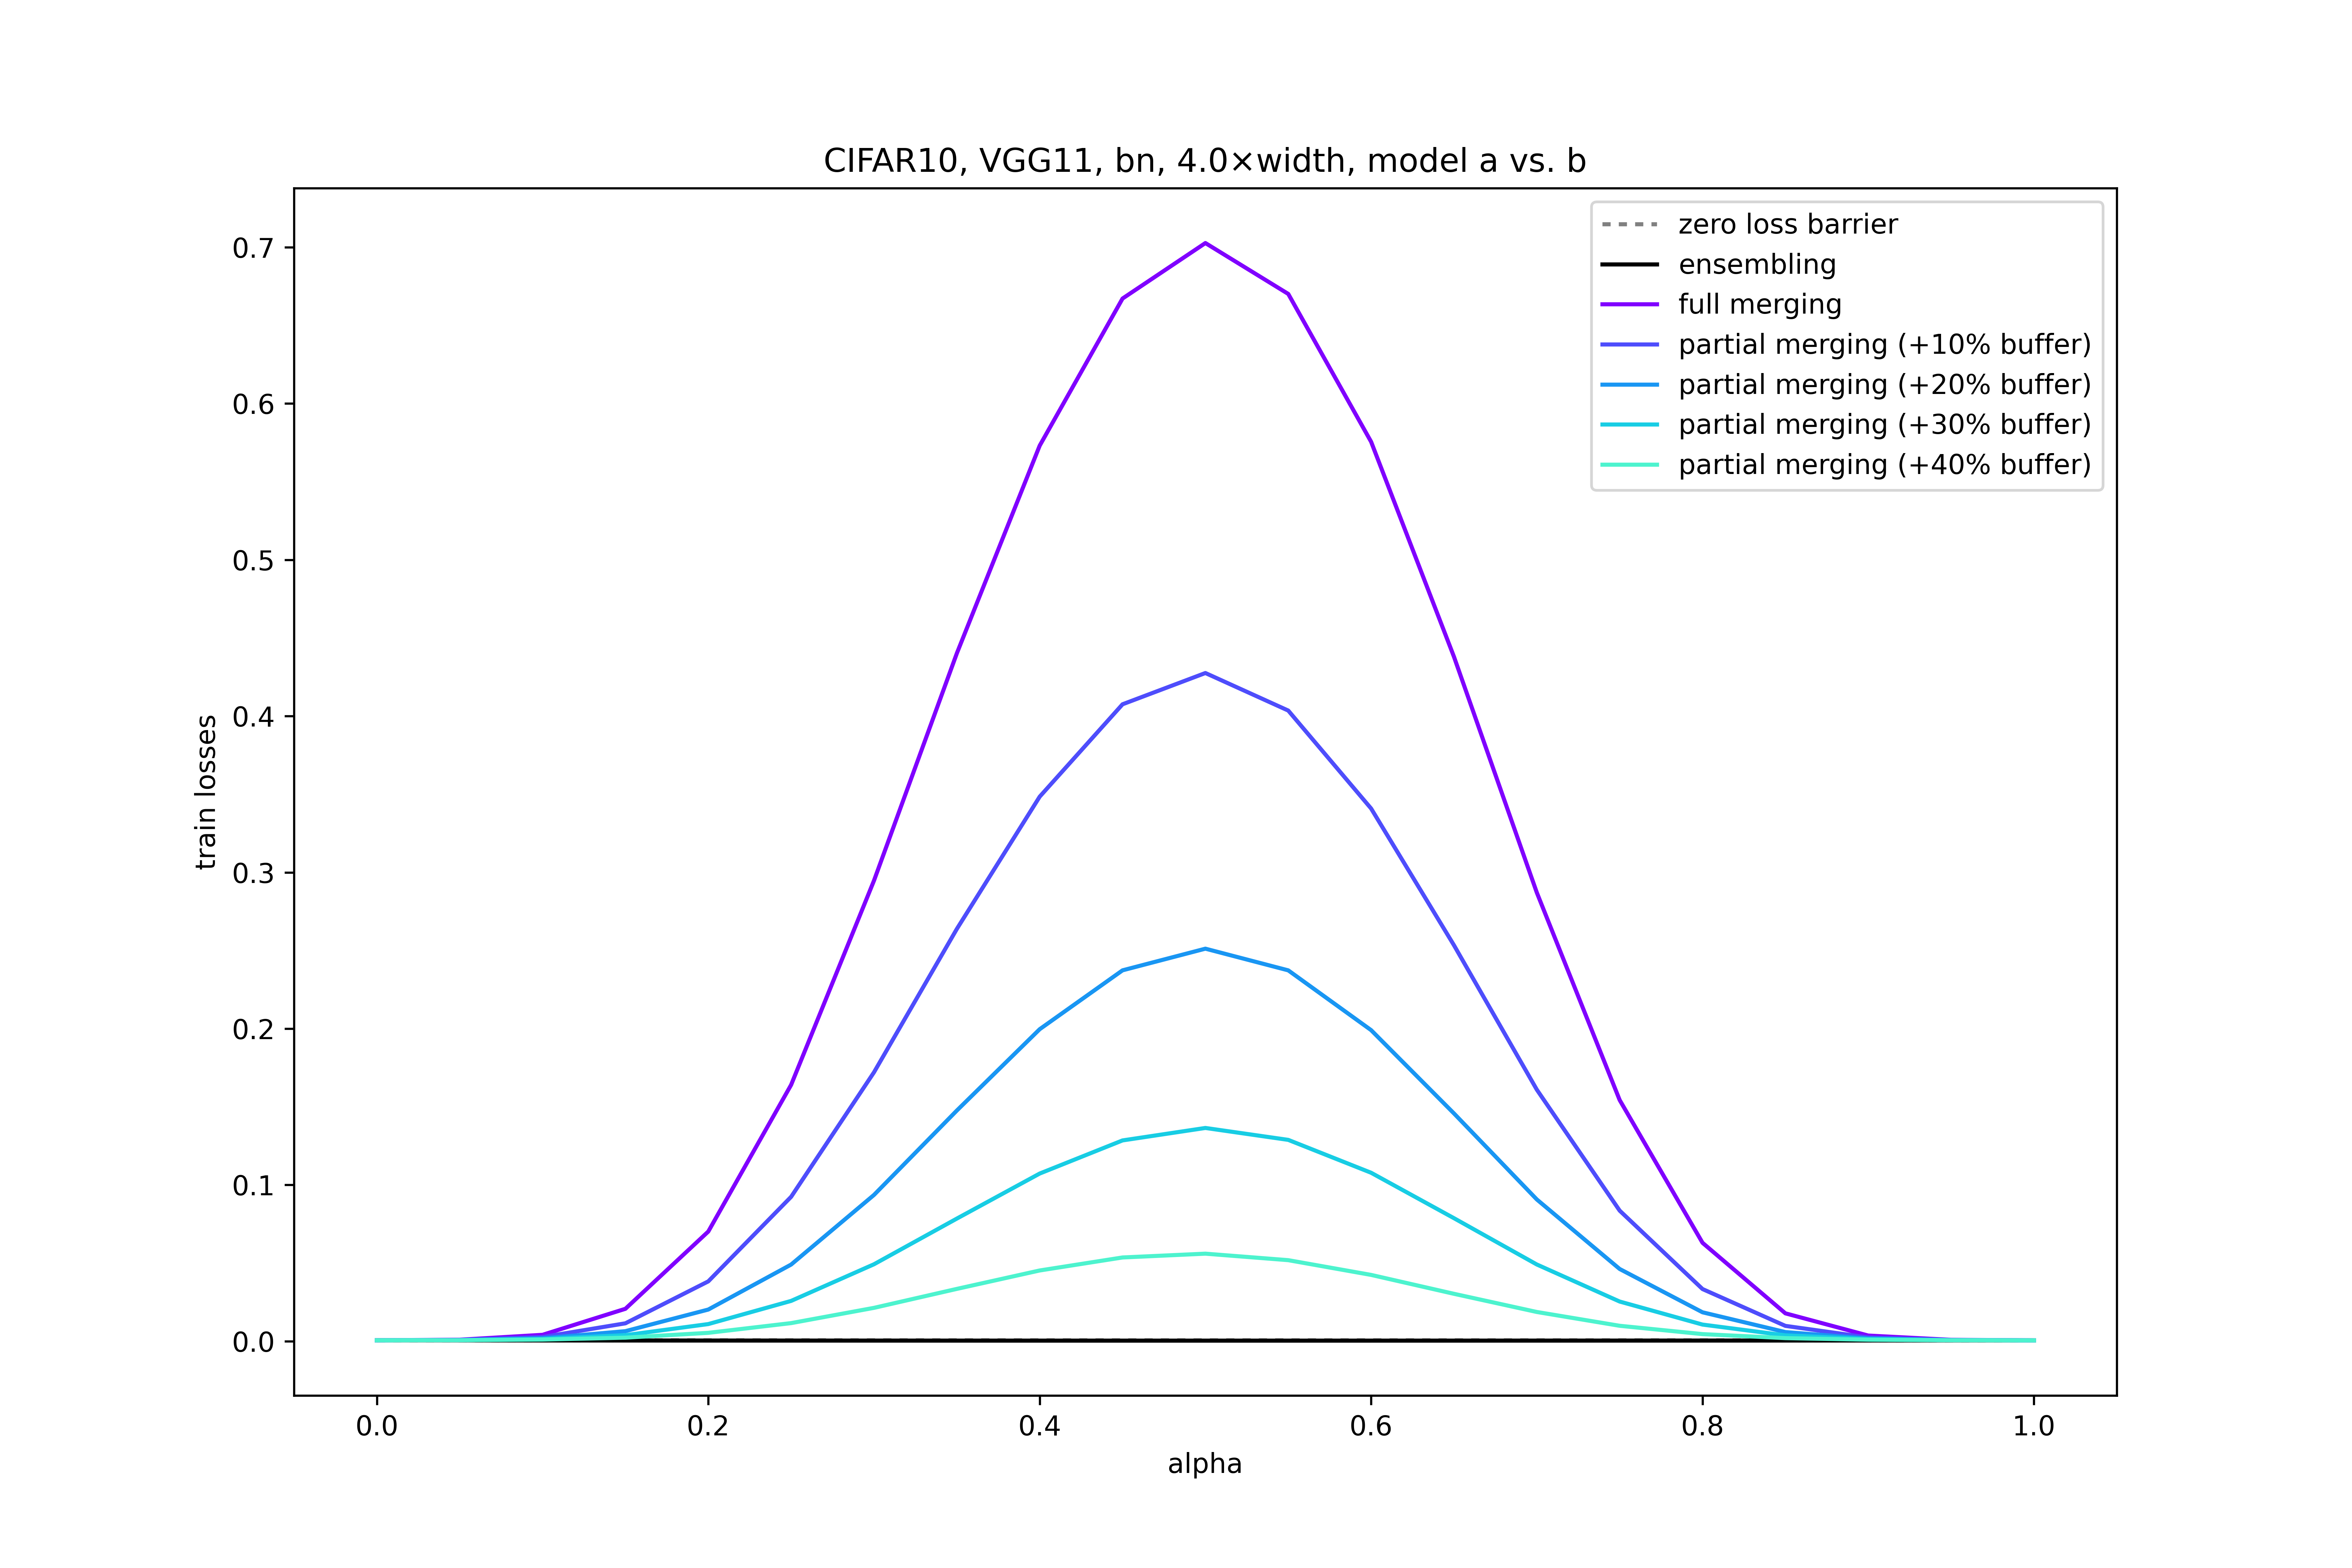 CIFAR10, VGG11, bn, 4.0×width, model a vs. b
zero loss barrier
ensembling
full merging
partial merging (+10% buffer)
partial merging (+20% buffer)
partial merging (+30% buffer)
partial merging (+40% buffer)
train losses
0.7
0.6
0.5
0.4
0.3
0.2
0.1
0.0
0.0 0.2 0.4 0.6 0.8 1.0
alpha